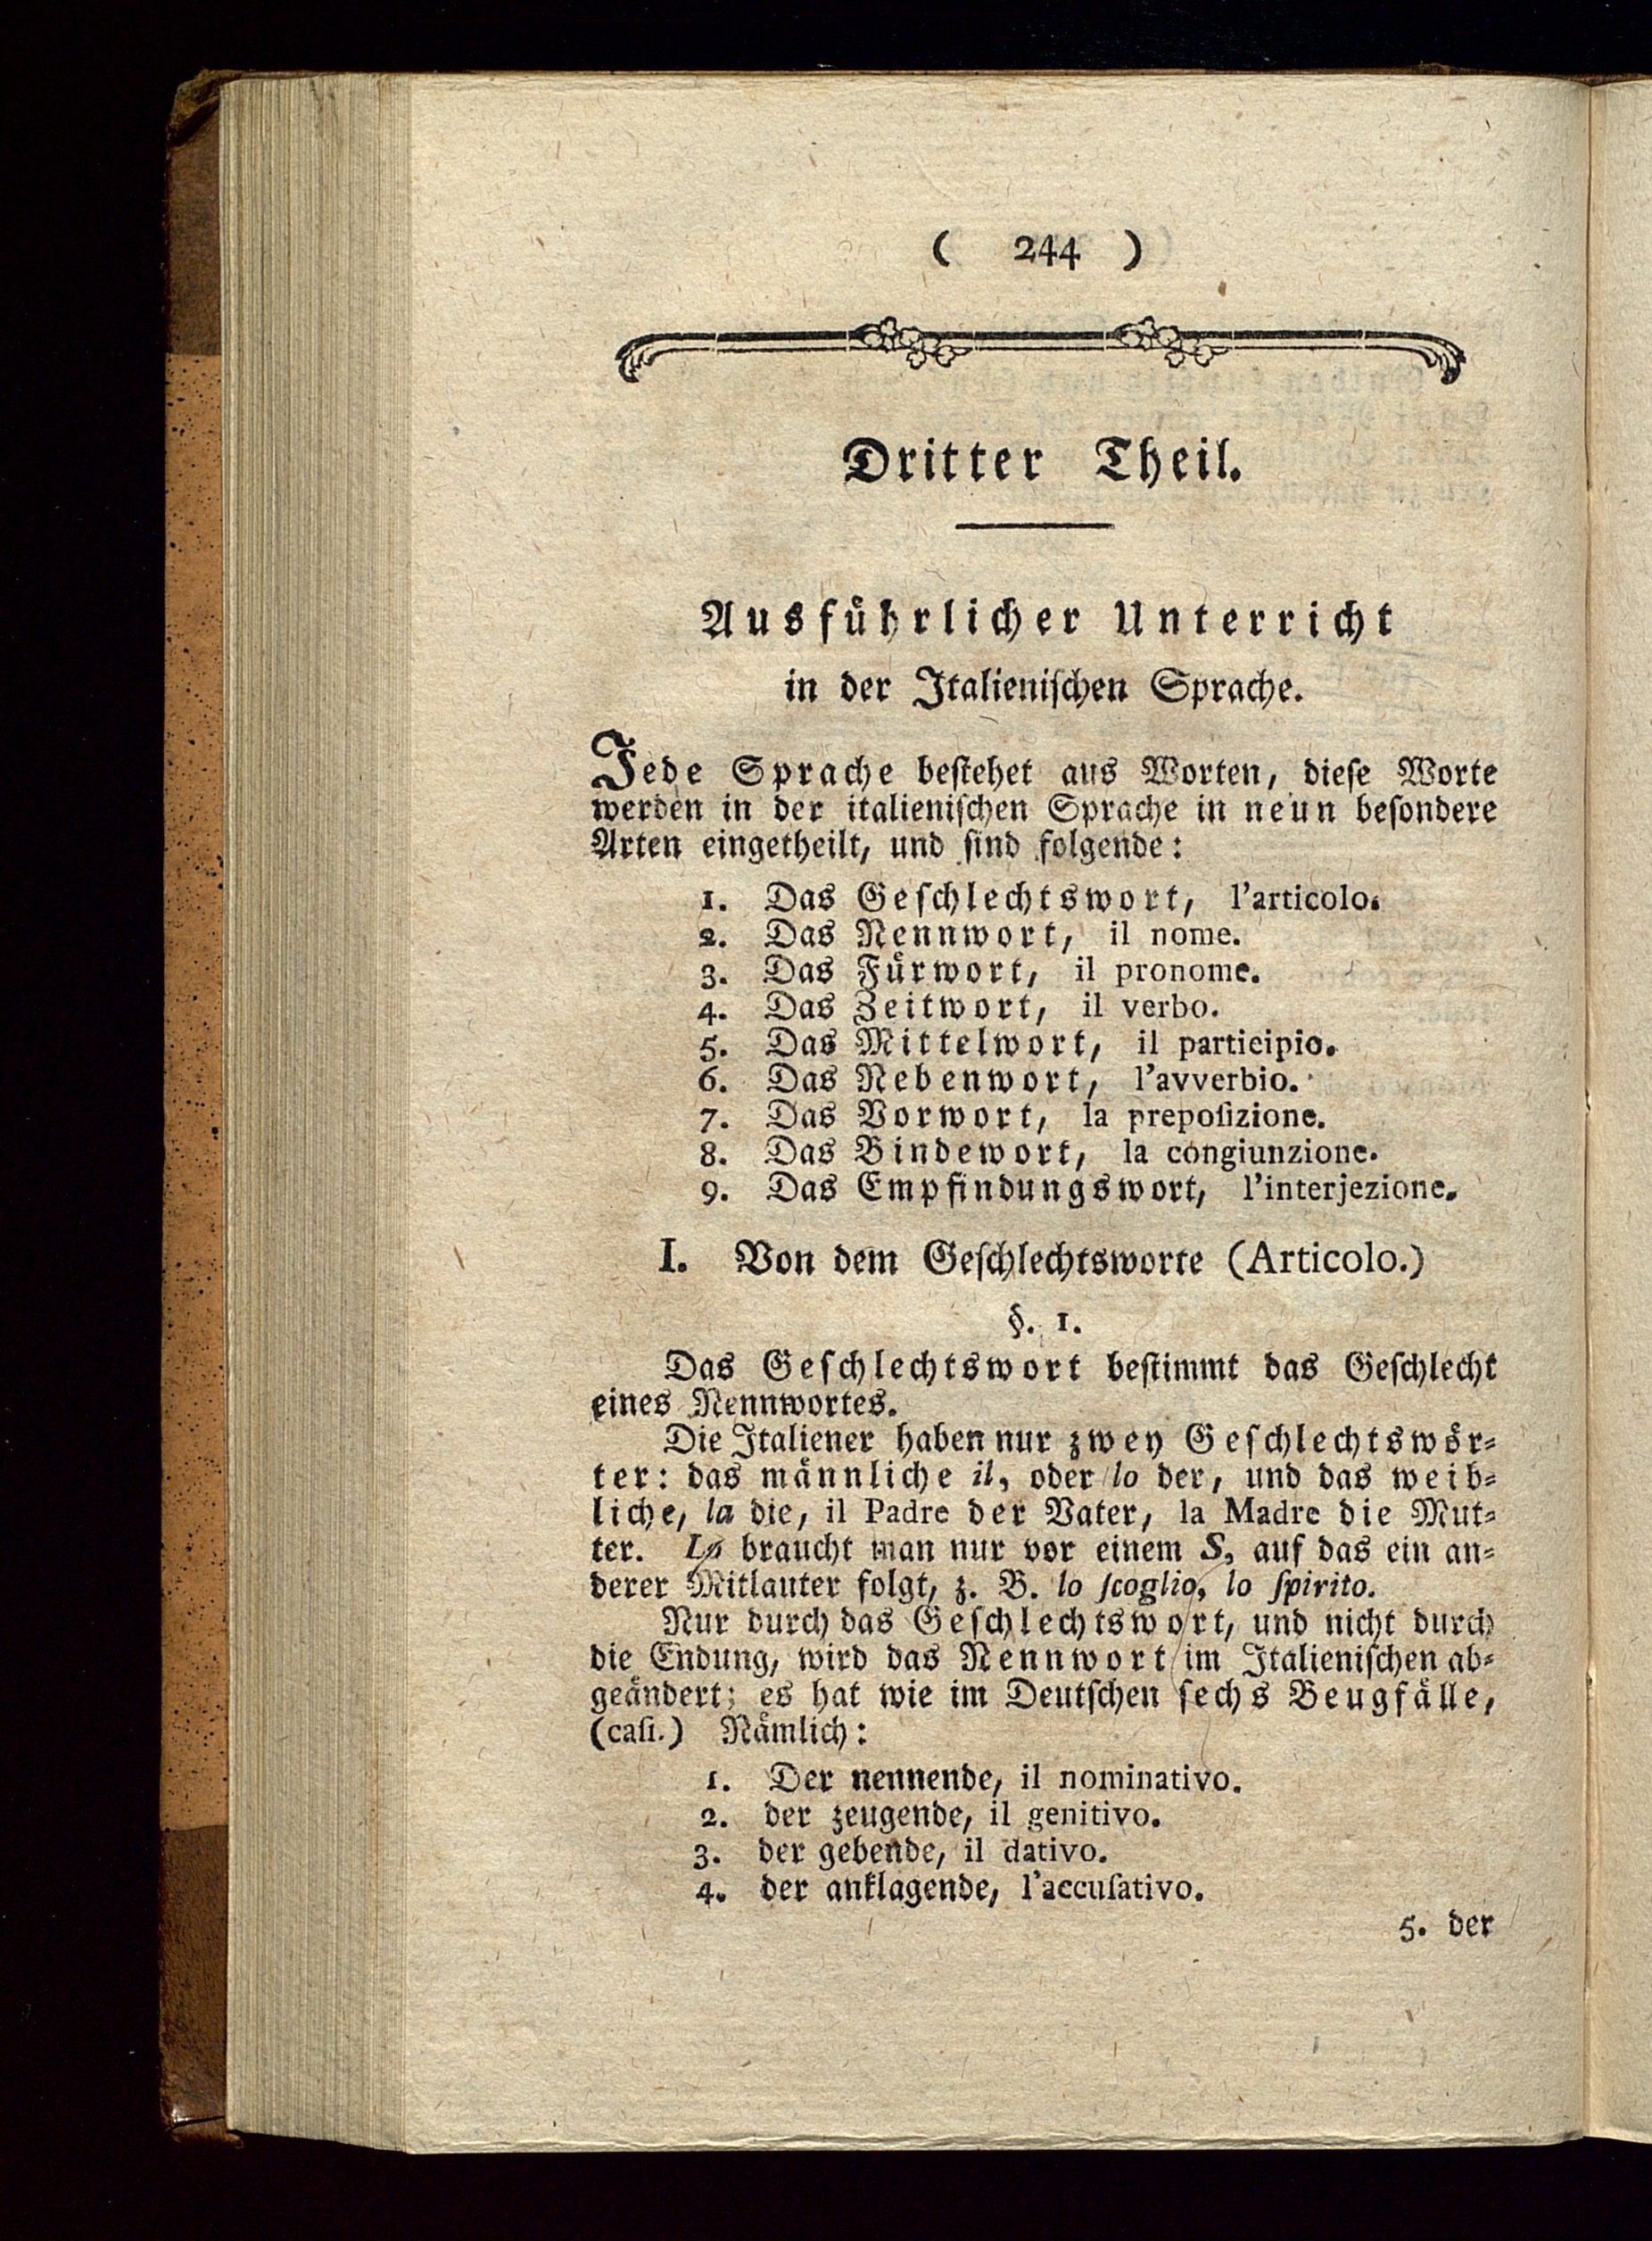 ( 244 )
Dritter Theil.
Ausführlicher Unterricht
in der Italieniſchen Sprache.
Jede Sprache beſtehet aus Worten, dieſe Worte
werden in der italieniſchen Sprache in neun beſondere
Arten eingetheilt, und ſind folgende:
1. Das Geſchlechtswort, l'articolo.
2. Das Nennwort, il nome.
3. Das Fürwort, il pronome.
4. Das Zeitwort, il verbo.
5. Das Mittelwort, il participio.
6. Das Nebenwort, l'avverbio.
7. Das Vorwort, la prepoſizione.
8. Das Bindewort, la congiunzione.
9. Das Empfindungswort, l'interjezione.
I. Von dem Geſchlechtsworte (Articolo.)
§. 1.
Das Geſchlechtswort beſtimmt das Geſchlecht
eines Nennwortes.
Die Italiener haben nur zwey Geſchlechtswör-
ter: das männliche il, oder lo der, und das weib-
liche, la die, il Padre der Vater, la Madre die Mut-
ter. Lo braucht man nur vor einem S, auf das ein an-
derer Mitlauter folgt, z. B. lo ſcoglio, lo ſpirito.
Nur durch das Geſchlechtswort, und nicht durch
die Endung, wird das Nennwort im Italieniſchen ab-
geändert; es hat wie im Deutſchen ſechs Beugfälle,
(caſi.) Nämlich:
1. Der nennende, il nominativo.
2. der zeugende, il genitivo.
3. der gebende, il dativo.
4. der anklagende, l'accuſativo.
5. der